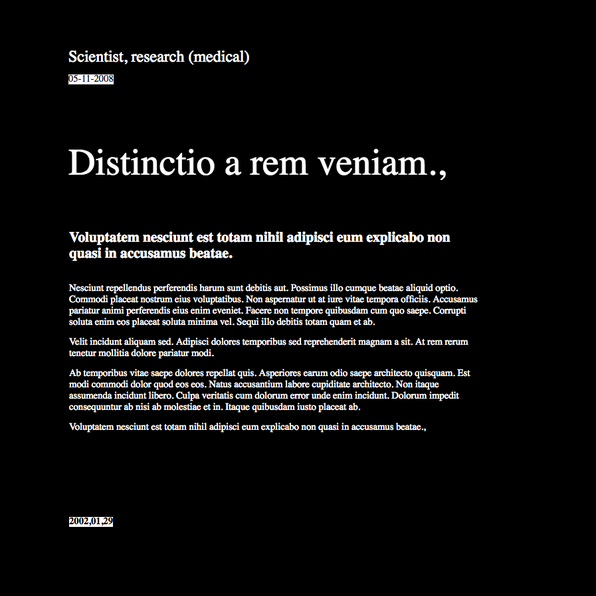 Scientist, research (medical)
05-11-2008
Distinctio a rem veniam.,
Voluptatem nesciunt est totam nihil adipisci eum explicabo non
quasi in accusamus beatae.
Nesciunt repellendus perferendis harum sunt debitis aut. Possimus illo cumque beatae aliquid optio.
Commodi placeat nostrum eius voluptatibus. Non aspernatur ut at iure vitae tempora officiis. Accusamus
pariatur animi perferendis eius enim eveniet. Facere non tempore quibusdam cum quo saepe. Corrupti
soluta enim eos placeat soluta minima vel. Sequi illo debitis totam quam et ab.
Velit incidunt aliquam sed. Adipisci dolores temporibus sed reprehenderit magnam a sit. At rem rerum
tenetur mollitia dolore pariatur modi.
Ab temporibus vitae saepe dolores repellat quis. Asperiores earum odio saepe architecto quisquam. Est
modi commodi dolor quod eos eos. Natus accusantium labore cupiditate architecto. Non itaque
assumenda incidunt libero. Culpa veritatis cum dolorum error unde enim incidunt. Dolorum impedit
consequuntur ab nisi ab molestiae et in. Itaque quibusdam iusto placeat ab.
Voluptatem nesciunt est totam nihil adipisci eum explicabo non quasi in accusamus beatae.,
2002,01,29